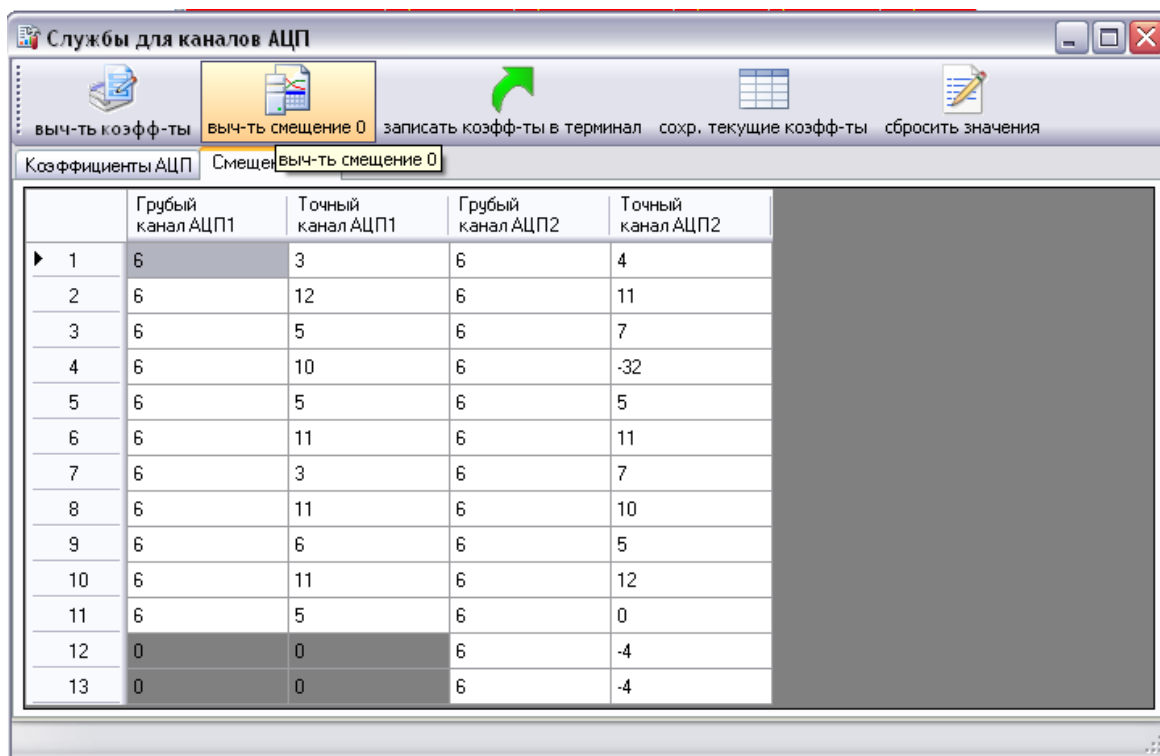 Службы для каналов АЦП
выч-ть коэфф-ты выч-ть смещение 0 записать коэфф-ты в терминал сохр. текущие коэфф-ты сбросить значения
Коэффициенты АЦП Смещен
выч-ть смещение 0
Грубый канал АЦП1 Точный канал АЦП1 Грубый канал АЦП2 Точный канал АЦП2
1 6 3 6 4
2 6 12 6 11
3 6 5 6 7
4 6 10 6 -32
5 6 5 6 5
6 6 11 6 11
7 6 3 6 7
8 6 11 6 10
9 6 6 6 5
10 6 11 6 12
11 6 5 6 0
12 0 0 6 -4
13 0 0 6 -4